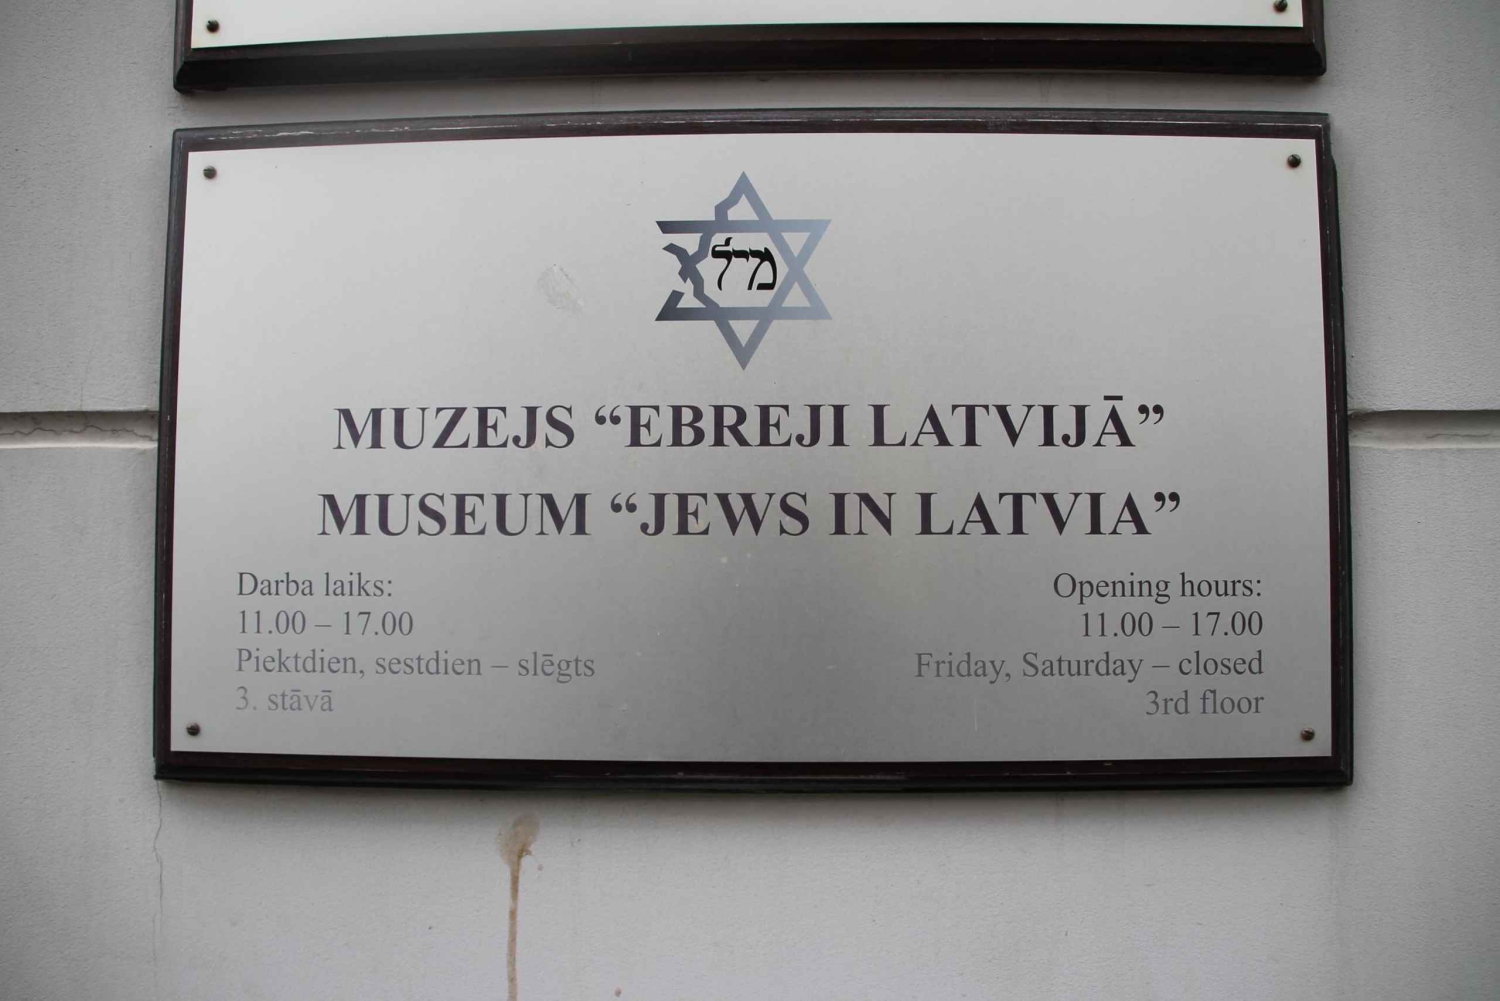 מיל
MUZEJS “EBREJI LATVIJĀ”
MUSEUM “JEWS IN LATVIA”
Darba laiks:
11.00 – 17.00
Piektdien, sestdien – slēgts
3. stāvā
Opening hours:
11.00 – 17.00
Friday, Saturday – closed
3rd floor